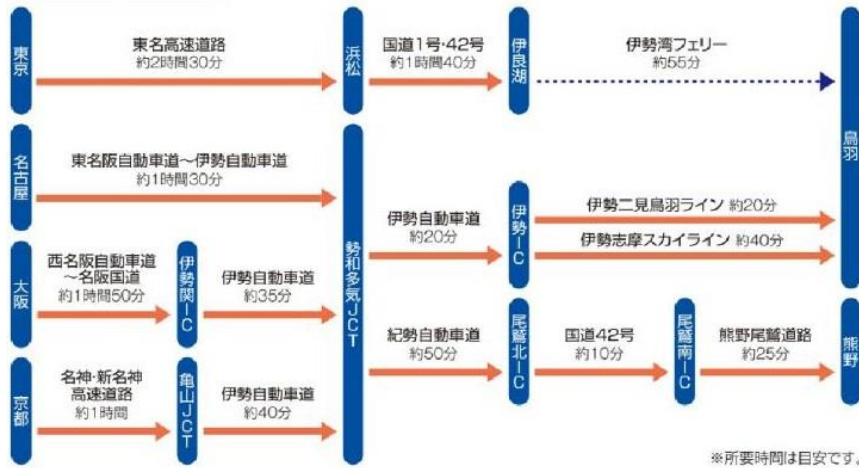 東京
東名高速道路
約2時間30分
浜松
国道1号・42号
約1時間40分
伊良湖
伊勢湾フェリー
約55分
鳥羽
名古屋
東名阪自動車道～伊勢自動車道
約1時間30分
勢和多気JCT
伊勢自動車道
約20分
伊勢IC
伊勢二見鳥羽ライン 約20分
伊勢志摩スカイライン 約40分
大阪
西名阪自動車道
～名阪国道
約1時間50分
伊勢関IC
伊勢自動車道
約35分
紀勢自動車道
約50分
尾鷲北IC
国道42号
約10分
尾鷲南IC
熊野尾鷲道路
約25分
熊野
京都
名神・新名神
高速道路
約1時間
亀山JCT
伊勢自動車道
約40分
※所要時間は目安です。